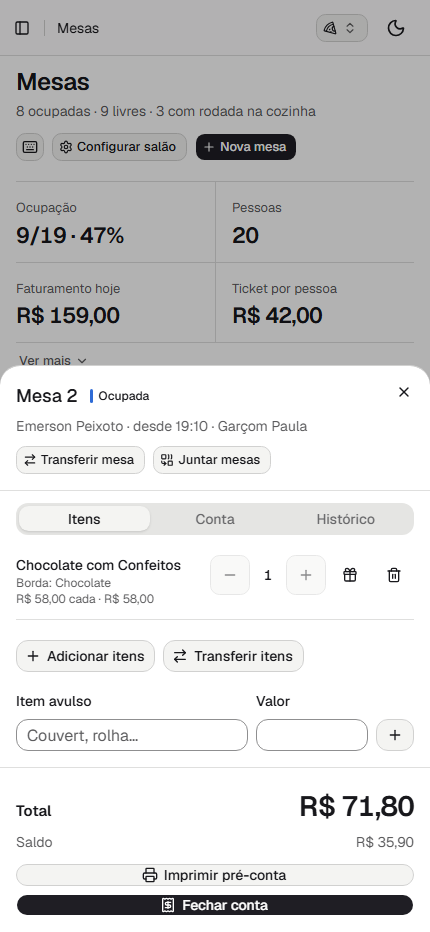 Mesas
Mesas
8 ocupadas · 9 livres · 3 com rodada na cozinha
Configurar salão
Nova mesa
Ocupação
Pessoas
9/19 · 47%
20
Faturamento hoje
Ticket por pessoa
R$ 159,00
R$ 42,00
Ver mais
Mesa 2
Ocupada
Emerson Peixoto · desde 19:10 · Garçom Paula
Transferir mesa
Juntar mesas
Itens
Conta
Histórico
Chocolate com Confeitos
Borda: Chocolate
R$ 58,00 cada · R$ 58,00
1
Adicionar itens
Transferir itens
Item avulso
Valor
Couvert, rolha...
Total
R$ 71,80
Saldo
R$ 35,90
Imprimir pré-conta
Fechar conta